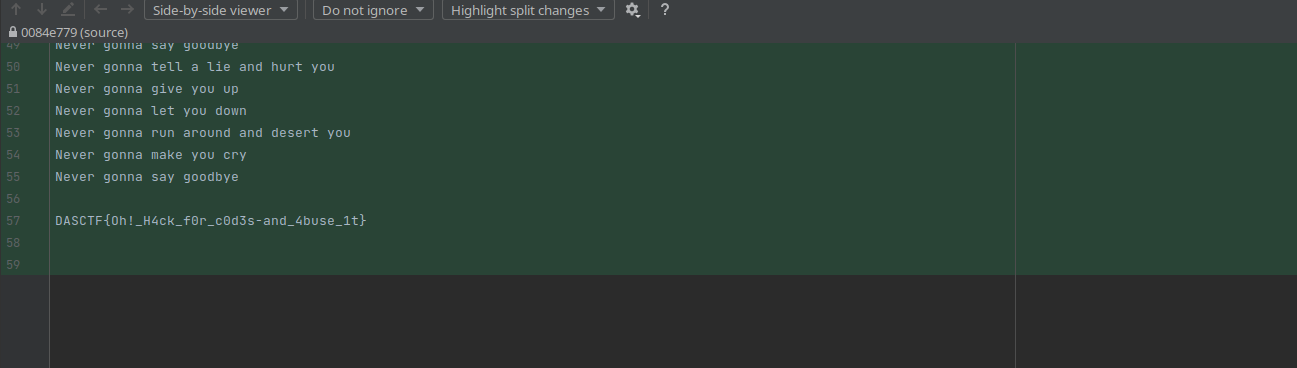 Side-by-side viewer Do not ignore Highlight split changes ?
0084e779 (source)
49 Never gonna say goodbye
50 Never gonna tell a lie and hurt you
51 Never gonna give you up
52 Never gonna let you down
53 Never gonna run around and desert you
54 Never gonna make you cry
55 Never gonna say goodbye
56
57 DASCTF{Oh!_H4ck_f0r_c0d3s-and_4buse_1t}
58
59